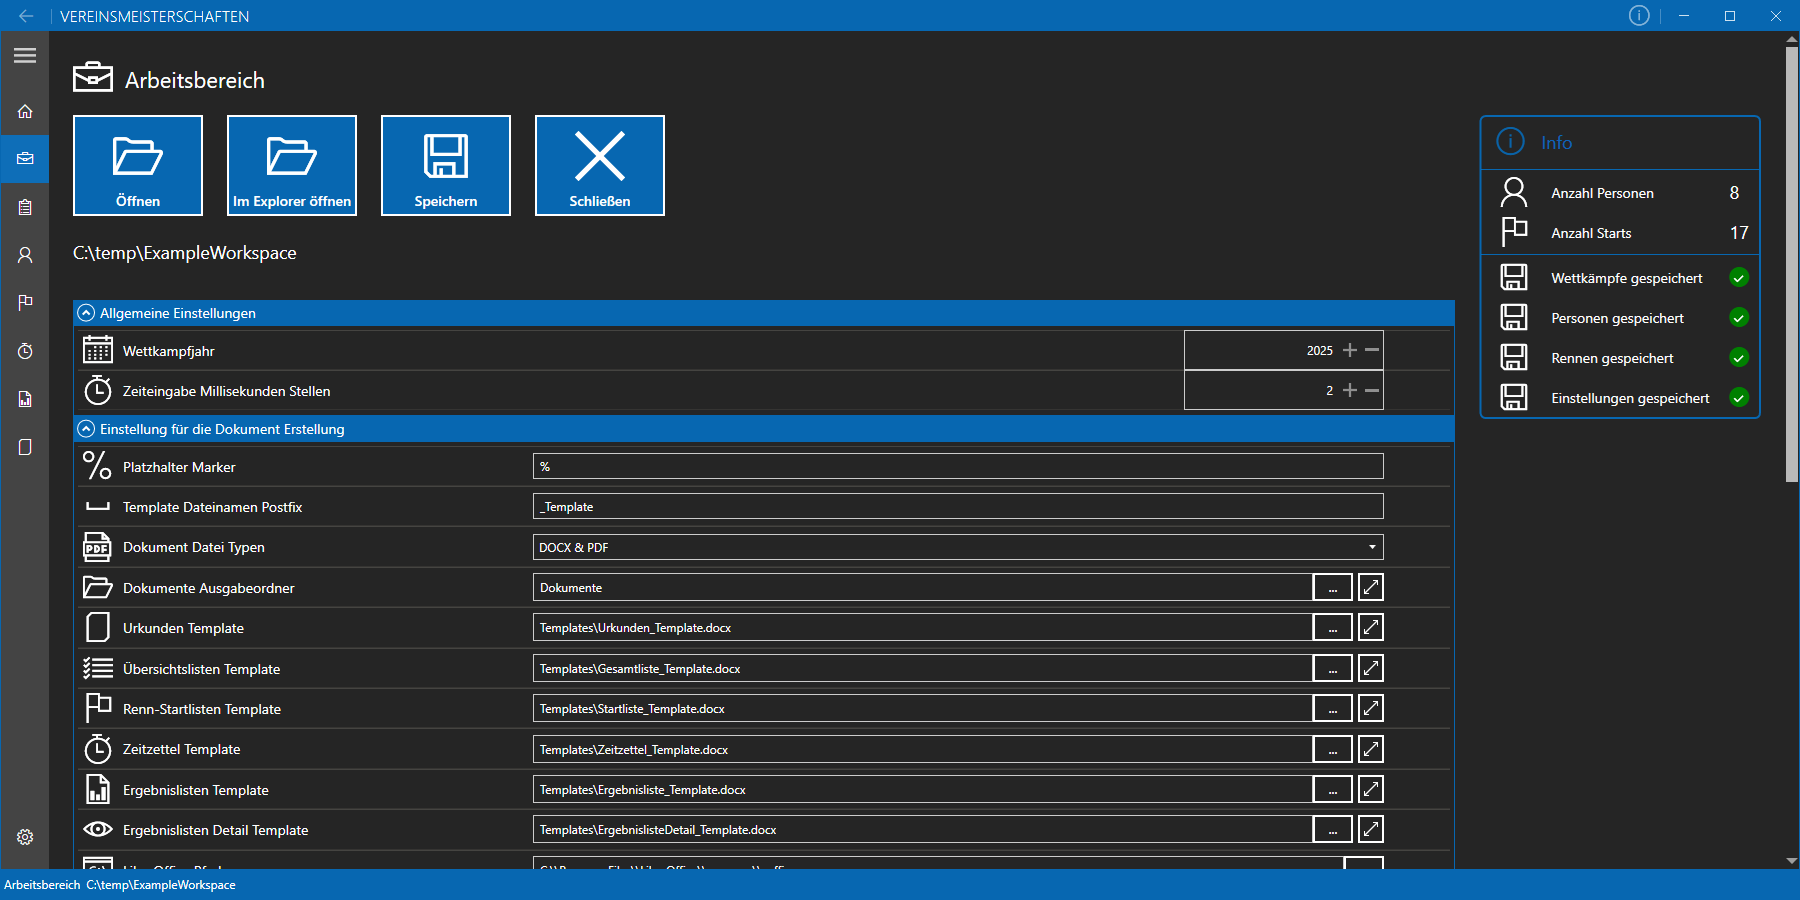 VEREINSMEISTERSCHAFTEN
Arbeitsbereich
Öffnen
Im Explorer öffnen
Speichern
Schließen
C:\temp\ExampleWorkspace
Info
Anzahl Personen 8
Anzahl Starts 17
Wettkämpfe gespeichert
Personen gespeichert
Rennen gespeichert
Einstellungen gespeichert
Allgemeine Einstellungen
Wettkampfjahr 2025
Zeiteingabe Millisekunden Stellen 2
Einstellung für die Dokument Erstellung
Platzhalter Marker %
Template Dateinamen Postfix _Template
PDF Dokument Datei Typen DOCX & PDF
Dokumente Ausgabeordner Dokumente ...
Urkunden Template Templates\Urkunden_Template.docx ...
Übersichtslisten Template Templates\Gesamtliste_Template.docx ...
Renn-Startlisten Template Templates\Startliste_Template.docx ...
Zeitzettel Template Templates\Zeitzettel_Template.docx ...
Ergebnislisten Template Templates\Ergebnisliste_Template.docx ...
Ergebnislisten Detail Template Templates\ErgebnislisteDetail_Template.docx ...
Arbeitsbereich C:\temp\ExampleWorkspace